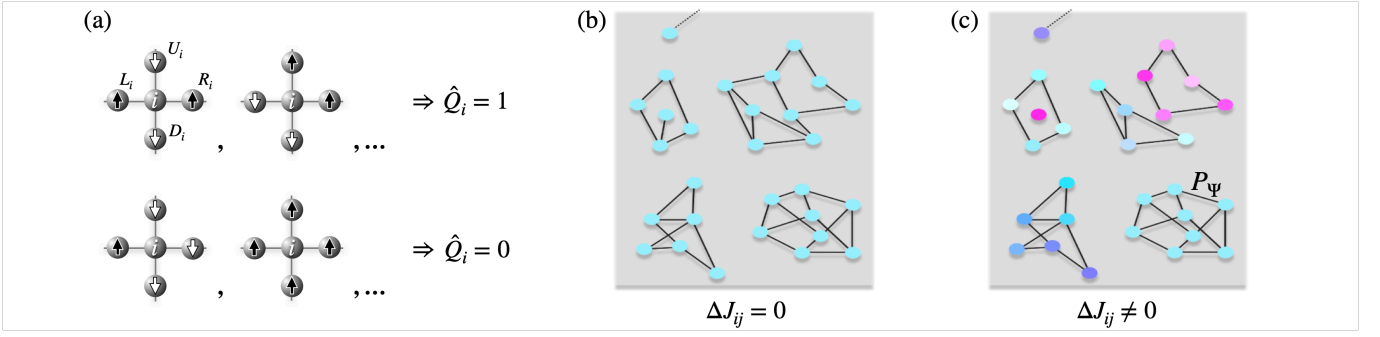 (a)
U_i
L_i
R_i
i
i
D_i
, , ...
⇒ Q̂_i = 1
i
i
, , ...
⇒ Q̂_i = 0
(b)
ΔJ_ij = 0
(c)
P_Ψ
ΔJ_ij ≠ 0